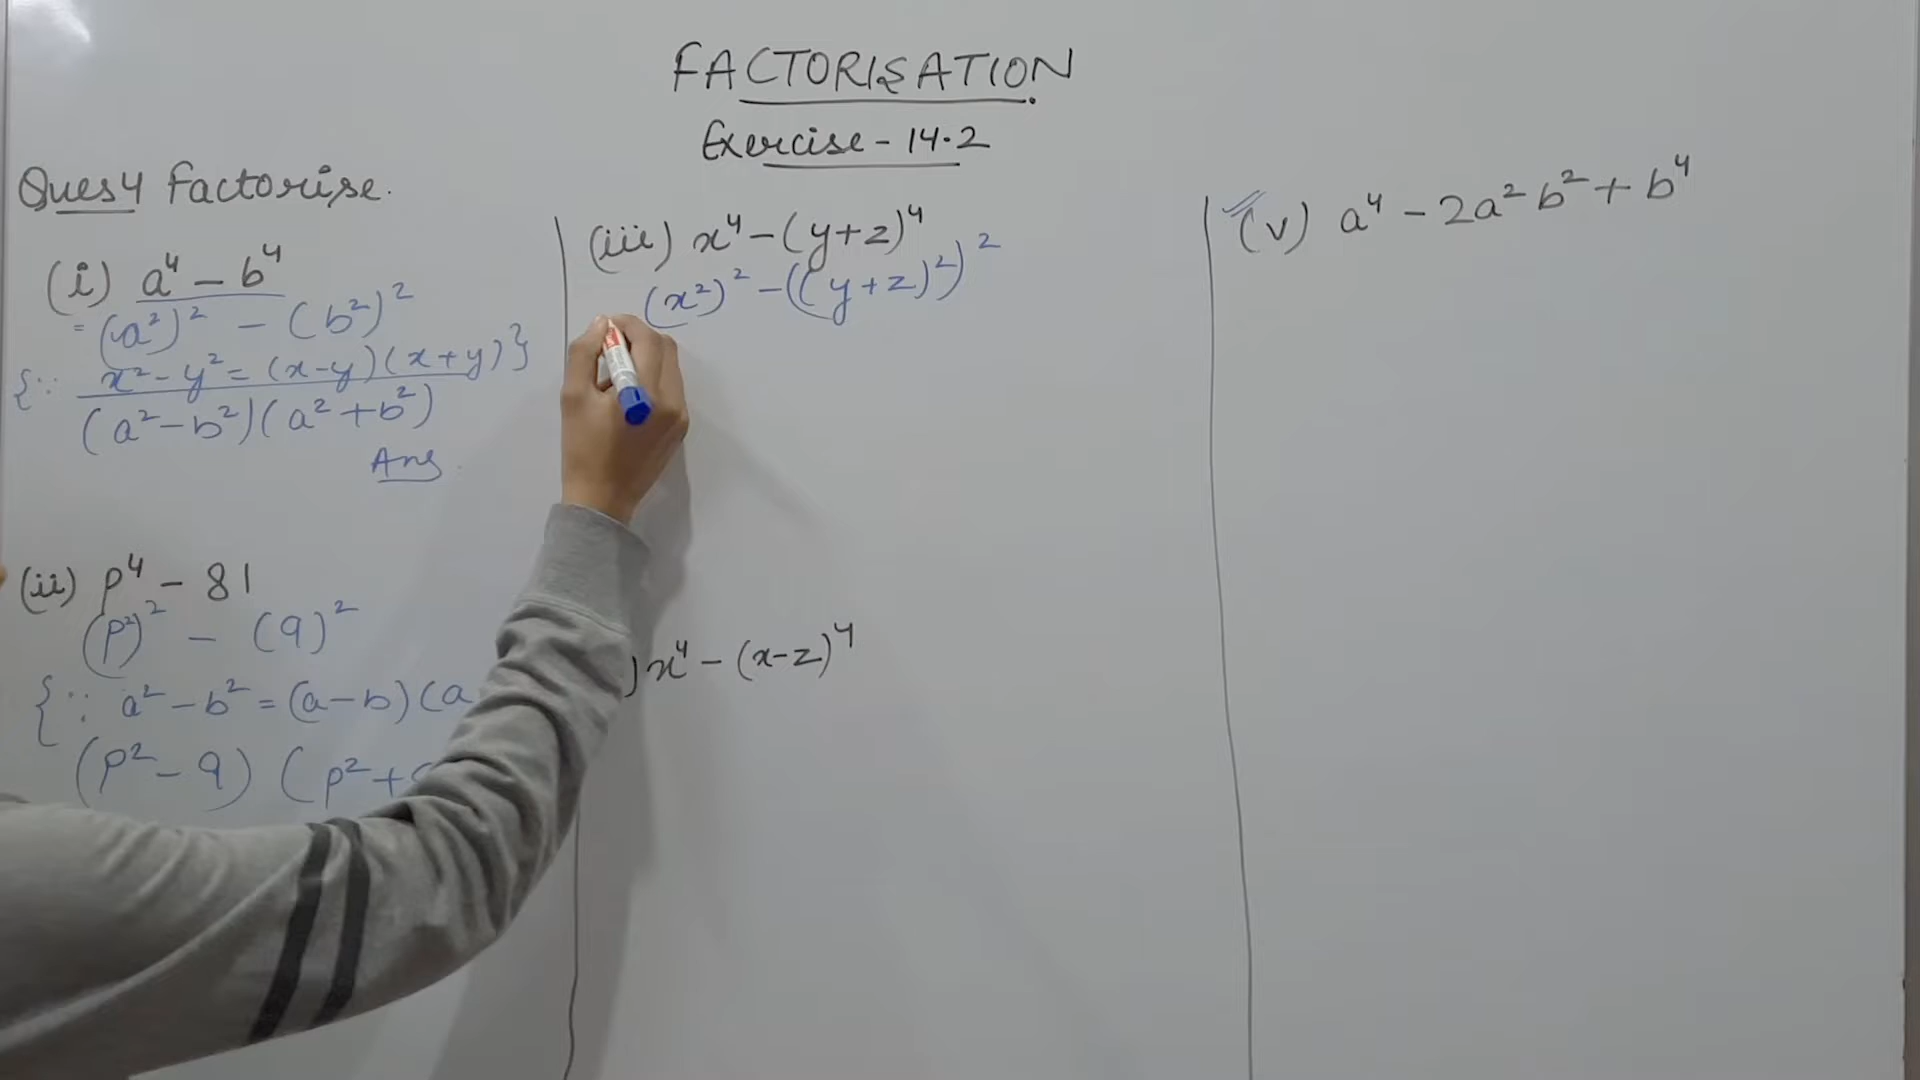 FACTORISATION
Exercise - 14.2
Ques 4 Factorise.
(i) a⁴ - b⁴
= (a²)² - (b²)²
{∵ x² - y² = (x-y)(x+y)}
(a² - b²)(a² + b²)
Ans.
(ii) p⁴ - 81
(p²)² - (9)²
{∵ a² - b² = (a-b)(a
(p² - 9) (p² +
(iii) x⁴ - (y+z)⁴
(x²)² - ((y+z)²)²
) x⁴ - (x-z)⁴
(v) a⁴ - 2a²b² + b⁴